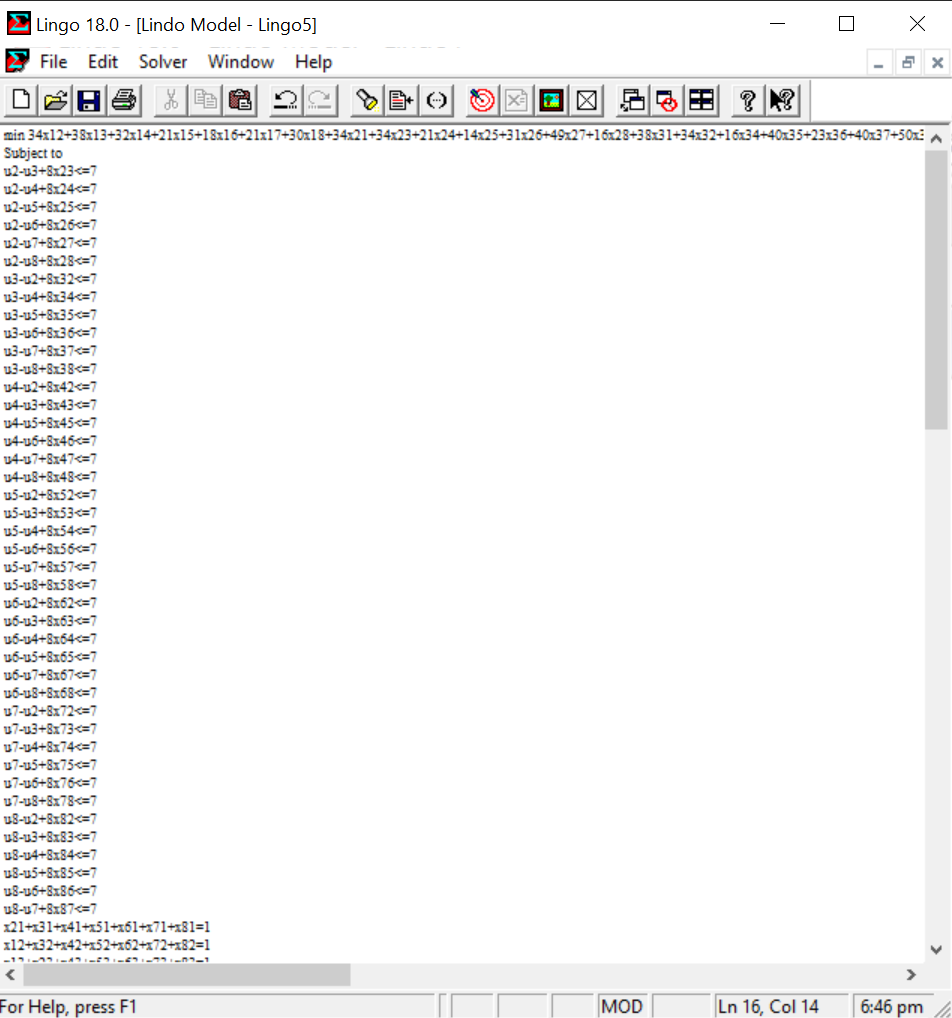 Lingo 18.0 - [Lindo Model - Lingo5]
File Edit Solver Window Help
min 34x12+38x13+32x14+21x15+18x16+21x17+30x18+34x21+34x23+21x24+14x25+31x26+49x27+16x28+38x31+34x32+16x34+40x35+23x36+40x37+50x3
Subject to
u2-u3+8x23<=7
u2-u4+8x24<=7
u2-u5+8x25<=7
u2-u6+8x26<=7
u2-u7+8x27<=7
u2-u8+8x28<=7
u3-u2+8x32<=7
u3-u4+8x34<=7
u3-u5+8x35<=7
u3-u6+8x36<=7
u3-u7+8x37<=7
u3-u8+8x38<=7
u4-u2+8x42<=7
u4-u3+8x43<=7
u4-u5+8x45<=7
u4-u6+8x46<=7
u4-u7+8x47<=7
u4-u8+8x48<=7
u5-u2+8x52<=7
u5-u3+8x53<=7
u5-u4+8x54<=7
u5-u6+8x56<=7
u5-u7+8x57<=7
u5-u8+8x58<=7
u6-u2+8x62<=7
u6-u3+8x63<=7
u6-u4+8x64<=7
u6-u5+8x65<=7
u6-u7+8x67<=7
u6-u8+8x68<=7
u7-u2+8x72<=7
u7-u3+8x73<=7
u7-u4+8x74<=7
u7-u5+8x75<=7
u7-u6+8x76<=7
u7-u8+8x78<=7
u8-u2+8x82<=7
u8-u3+8x83<=7
u8-u4+8x84<=7
u8-u5+8x85<=7
u8-u6+8x86<=7
u8-u7+8x87<=7
x21+x31+x41+x51+x61+x71+x81=1
x12+x32+x42+x52+x62+x72+x82=1
For Help, press F1 MOD Ln 16, Col 14 6:46 pm